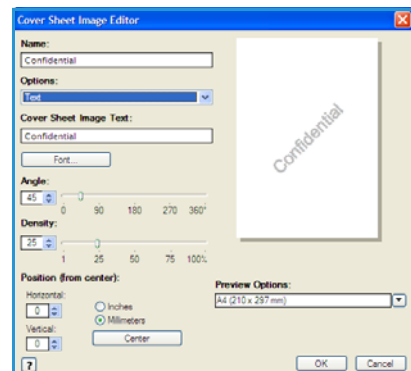 Cover Sheet Image Editor
Name:
Confidential
Options:
Text
Cover Sheet Image Text:
Confidential
Font...
Angle:
45
0 90 180 270 360°
Density:
25
1 25 50 75 100%
Position (from center):
Horizontal:
0
Inches
Millimeters
Vertical:
0
Center
Confidential
Preview Options:
A4 (210 x 297 mm)
?
OK
Cancel